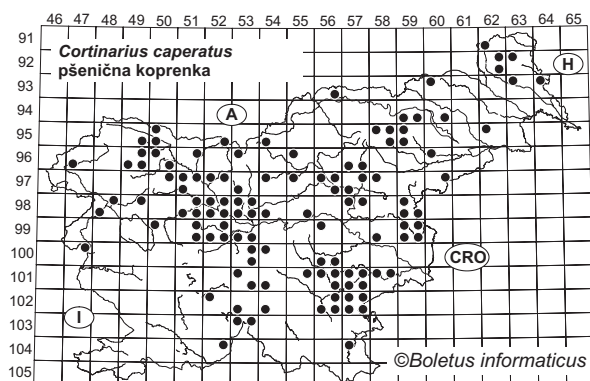 46 47 48 49 50 51 52 53 54 55 56 57 58 59 60 61 62 63 64 65
91
Cortinarius caperatus
92
pšenična koprenka
H
93
A
94
95
96
97
98
99
100
CRO
101
102
I
103
104
©Boletus informaticus
105